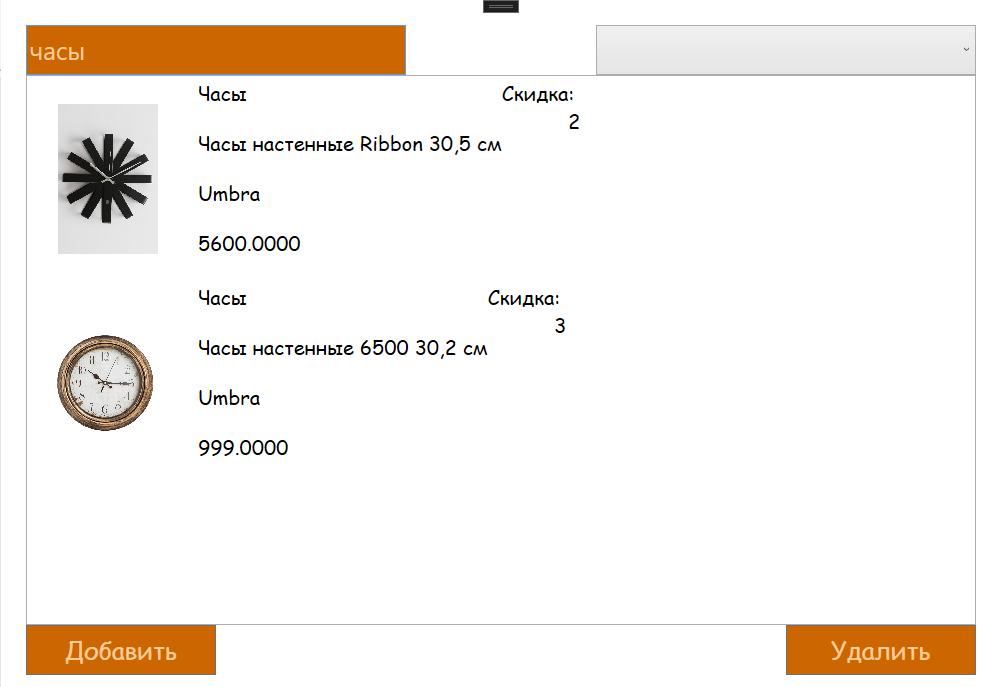 часы
Часы Скидка:
2
Часы настенные Ribbon 30,5 см
Umbra
5600.0000
Часы Скидка:
3
Часы настенные 6500 30,2 см
Umbra
999.0000
Добавить Удалить